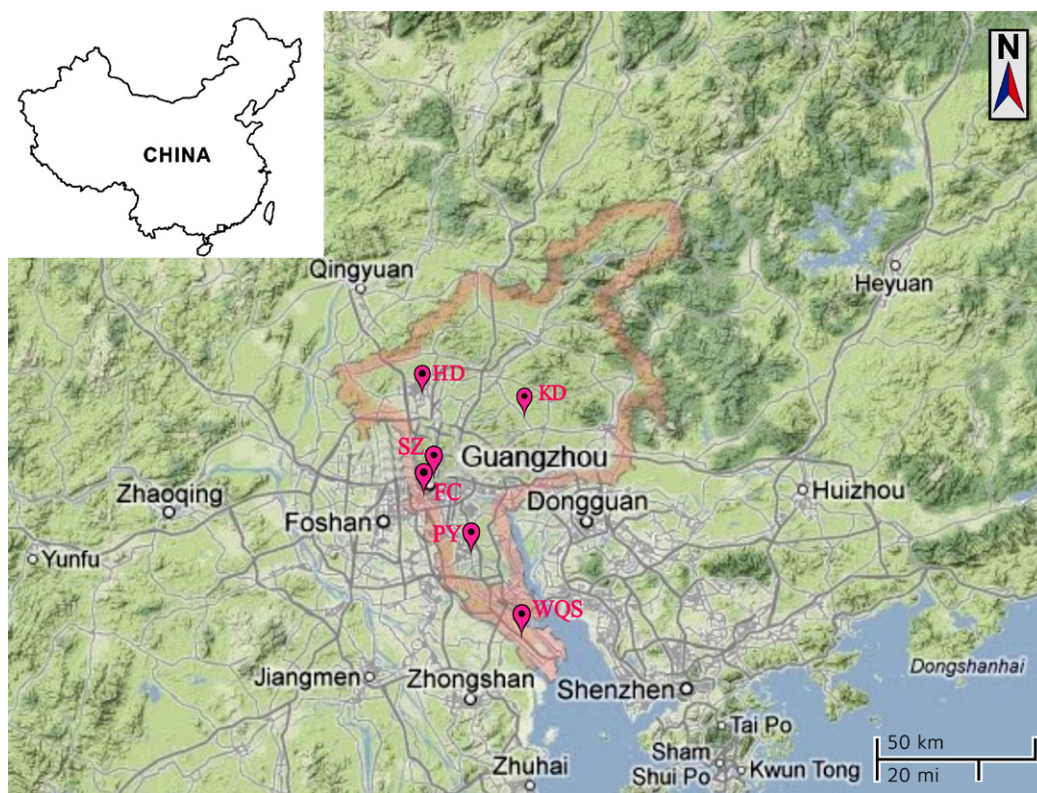 N
CHINA
Qingyuan
Heyuan
HD
KD
SZ
Guangzhou
FC
Zhaoqing
Huizhou
Dongguan
Foshan
PY
Yunfu
WQS
Dongshanhai
Jiangmen
Zhongshan
Shenzhen
Tai Po
50 km
Sham
Shui Po
Kwun Tong
20 mi
Zhuhai